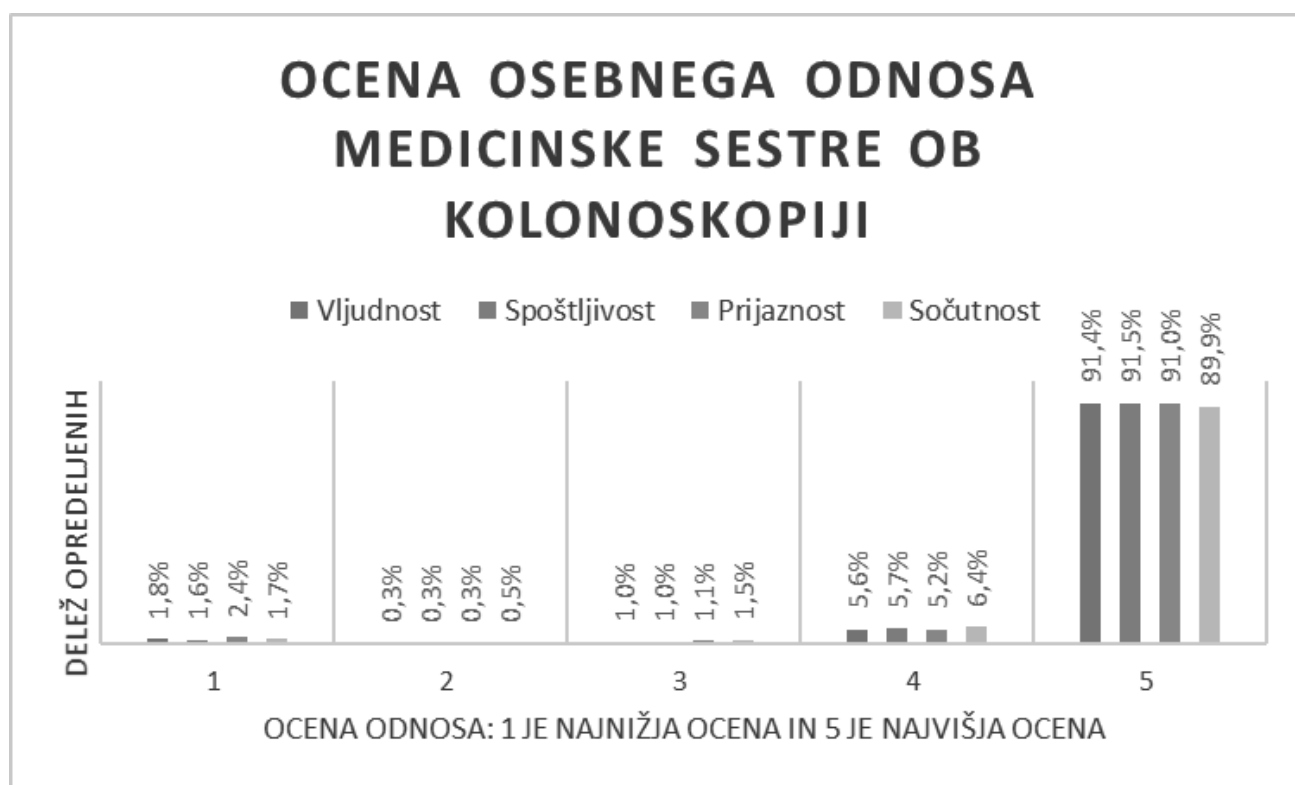 OCENA OSEBNEGA ODNOSA
MEDICINSKE SESTRE OB
KOLONOSKOPIJI
Vljudnost Spoštljivost Prijaznost Sočutnost
DELEŽ OPREDELJENIH
1,8% 1,6% 2,4% 1,7%
0,3% 0,3% 0,3% 0,5%
1,0% 1,0% 1,1% 1,5%
5,6% 5,7% 5,2% 6,4%
91,4% 91,5% 91,0% 89,9%
1 2 3 4 5
OCENA ODNOSA: 1 JE NAJNIŽJA OCENA IN 5 JE NAJVIŠJA OCENA